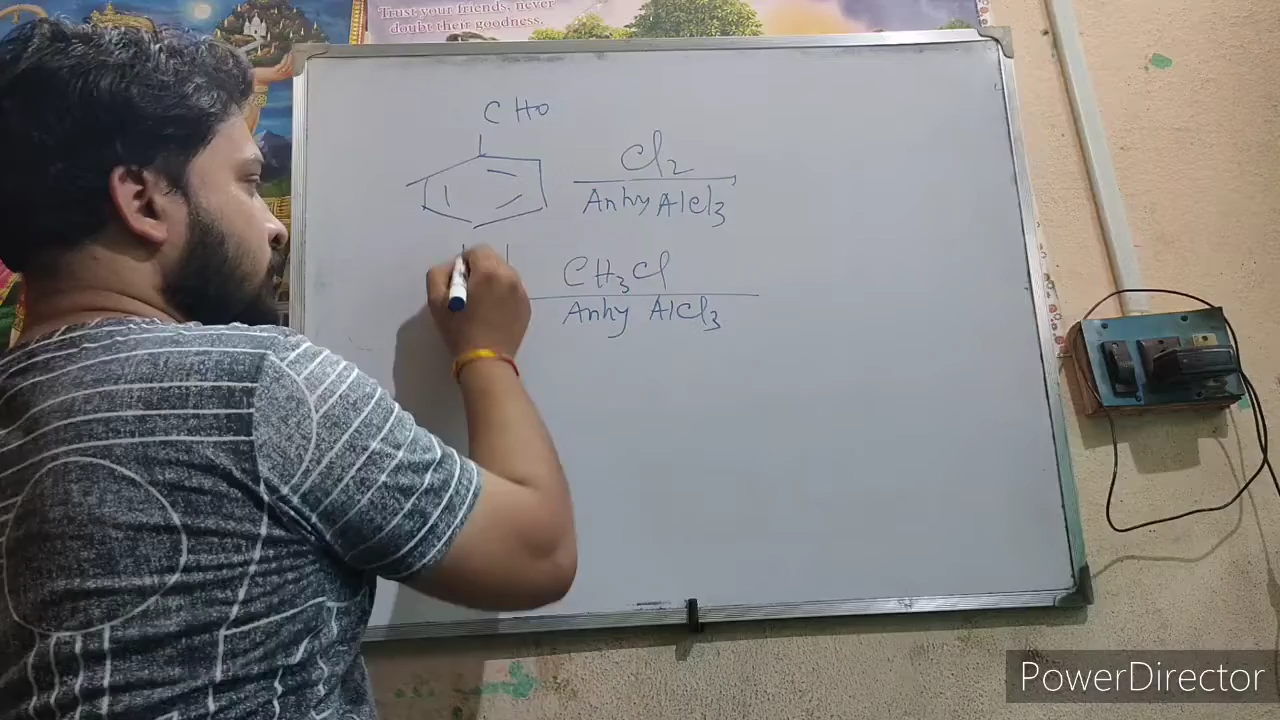 Trust your friends, never
doubt their goodness.
CHO
Cl2
Anhy AlCl3
CH3Cl
Anhy AlCl3
PowerDirector